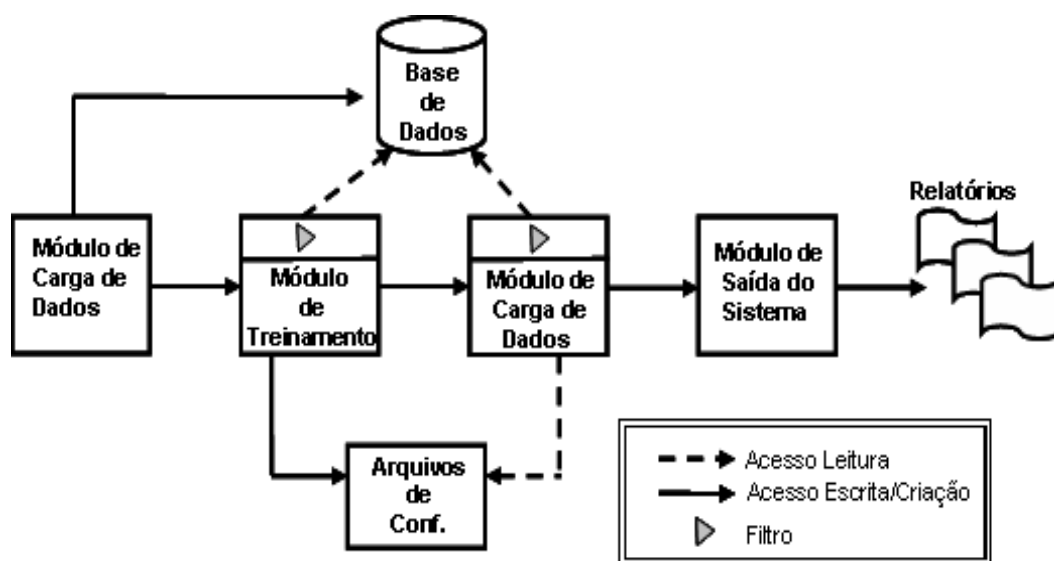 Base
de
Dados
Relatórios
Módulo de
Carga de
Dados
Módulo
de
Treinamento
Módulo de
Carga de
Dados
Módulo de
Saída do
Sistema
Arquivos
de
Conf.
Acesso Leitura
Acesso Escrita/Criação
Filtro